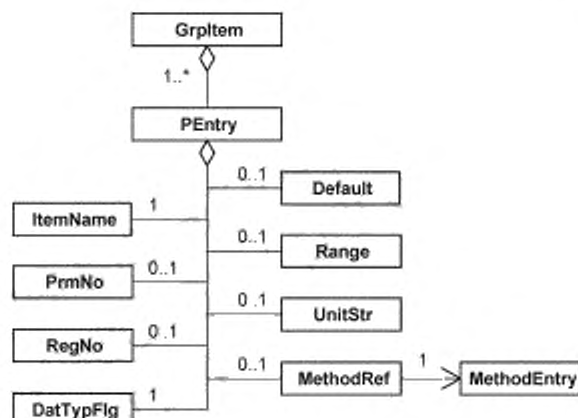 GrpItem
1..*
PEntry
0..1
Default
1
ItemName
0..1
Range
0..1
PrmNo
0..1
UnitStr
0..1
RegNo
0..1
MethodRef
1
MethodEntry
1
DatTypFlg